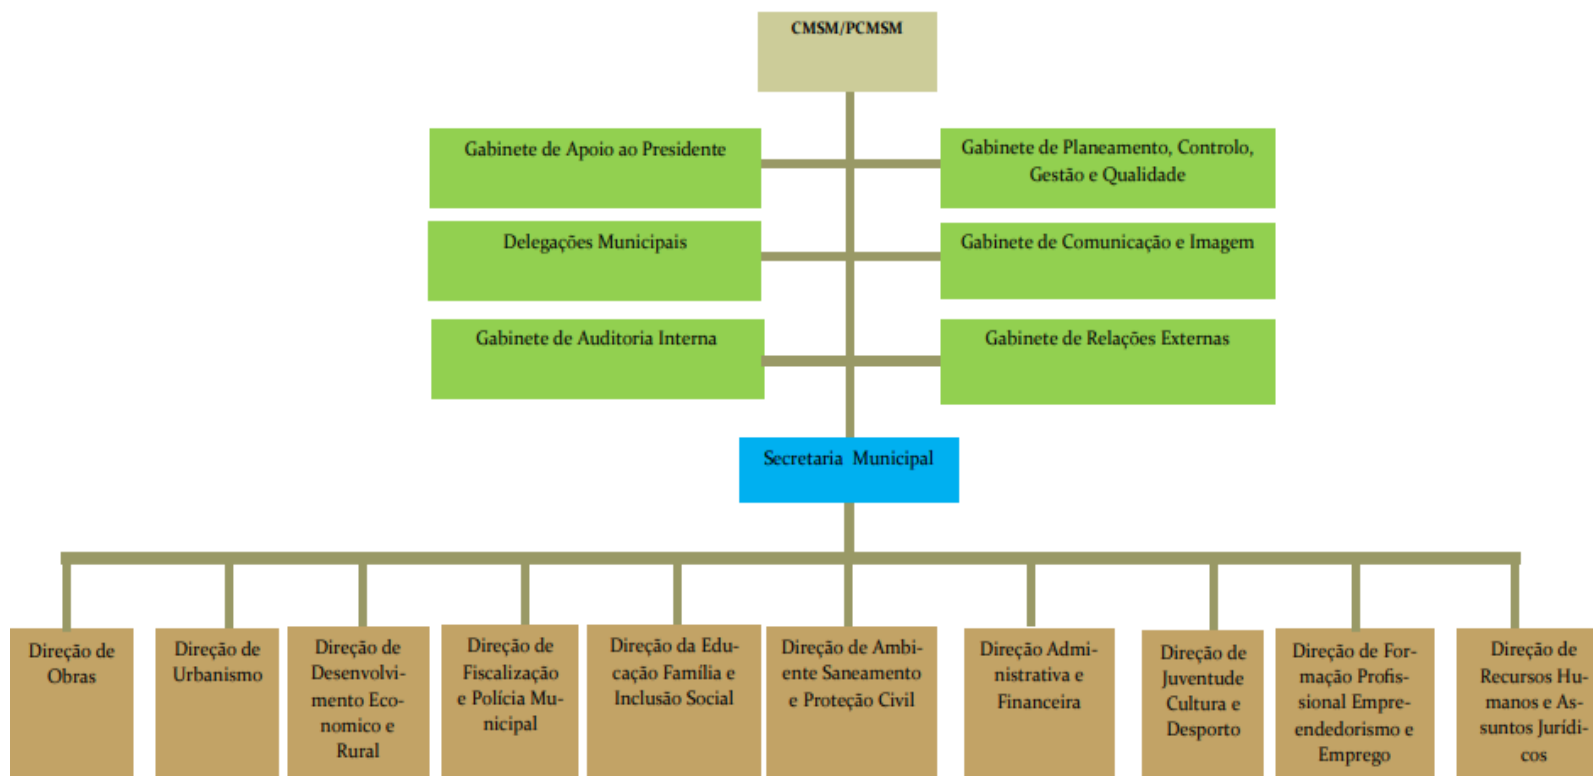 CMSM/PCMSM
Gabinete de Apoio ao Presidente
Gabinete de Planeamento, Controlo,
Gestão e Qualidade
Delegações Municipais
Gabinete de Comunicação e Imagem
Gabinete de Auditoria Interna
Gabinete de Relações Externas
Secretaria Municipal
Direção de
Obras
Direção de
Urbanismo
Direção de
Desenvolvi-
mento Eco-
nomico e
Rural
Direção de
Fiscalização
e Polícia Mu-
nicipal
Direção da Edu-
cação Família e
Inclusão Social
Direção de Ambi-
ente Saneamento
e Proteção Civil
Direção Admi-
nistrativa e
Financeira
Direção de
Juventude
Cultura e
Desporto
Direção de For-
mação Profis-
sional Empre-
endedorismo e
Emprego
Direção de
Recursos Hu-
manos e As-
suntos Jurídi-
cos